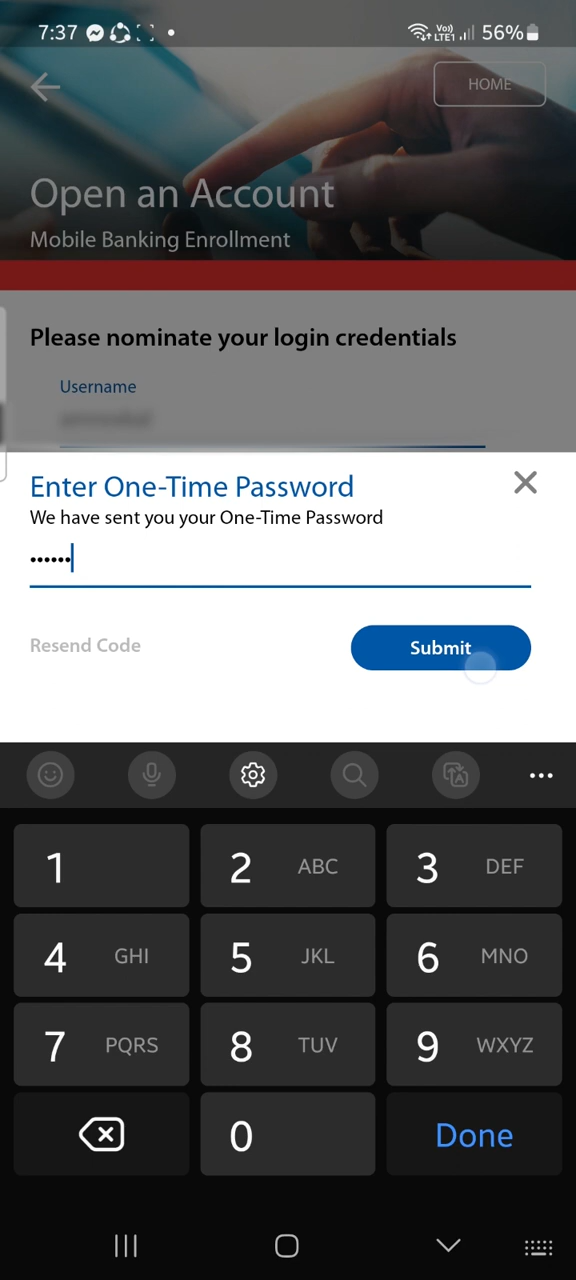 7:37 Vo)) LTE1 56%
HOME
Open an Account
Mobile Banking Enrollment
Please nominate your login credentials
Username
Enter One-Time Password
We have sent you your One-Time Password
••••••
Resend Code Submit
1 2 ABC 3 DEF
4 GHI 5 JKL 6 MNO
7 PQRS 8 TUV 9 WXYZ
0 Done